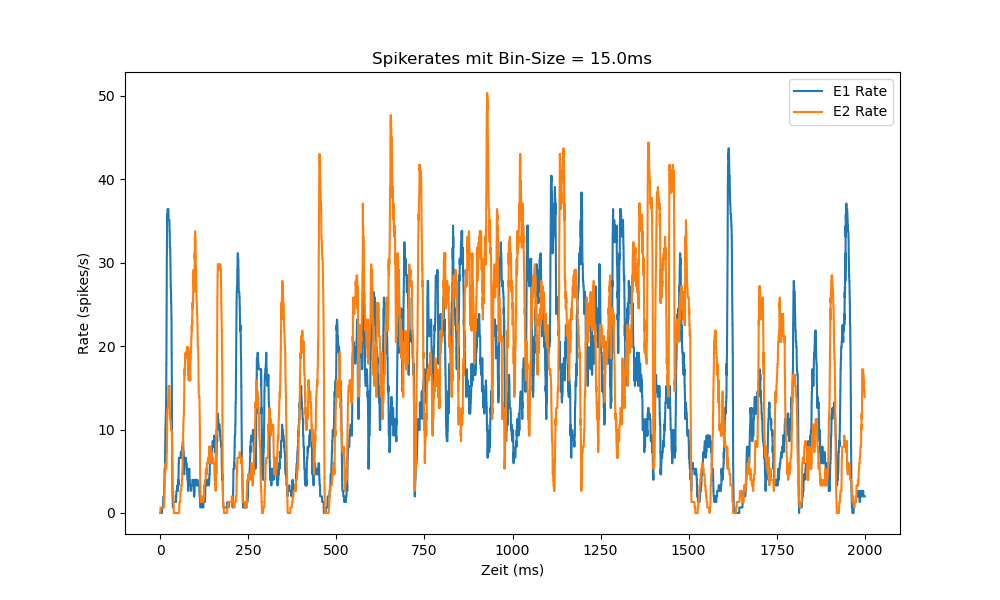 Spikerates mit Bin-Size = 15.0ms
E1 Rate
E2 Rate
Rate (spikes/s)
50
40
30
20
10
0
0 250 500 750 1000 1250 1500 1750 2000
Zeit (ms)